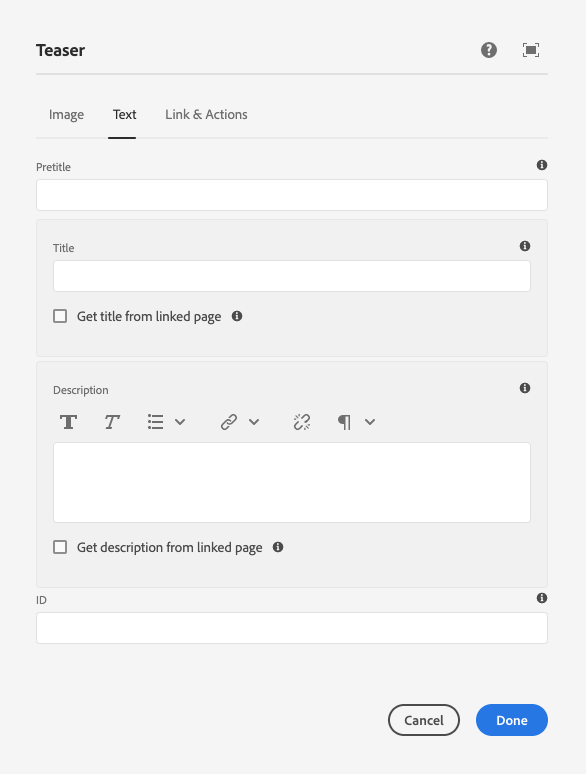 Teaser
Image Text Link & Actions
Pretitle
Title
Get title from linked page
Description
Get description from linked page
ID
Cancel Done